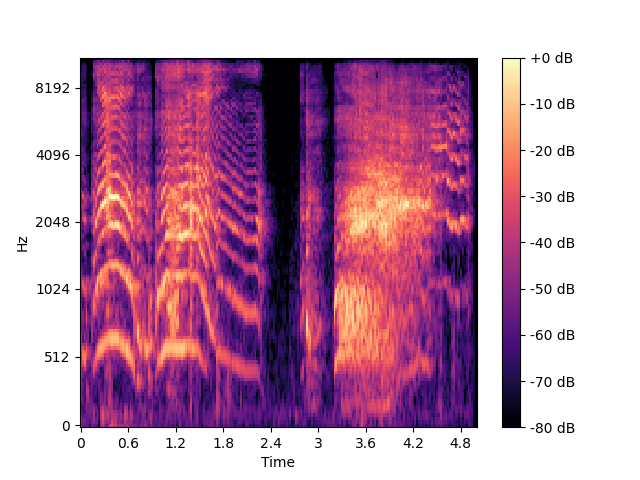 8192
4096
2048
1024
512
0
Hz
0
0.6
1.2
1.8
2.4
3
3.6
4.2
4.8
Time
+0 dB
-10 dB
-20 dB
-30 dB
-40 dB
-50 dB
-60 dB
-70 dB
-80 dB